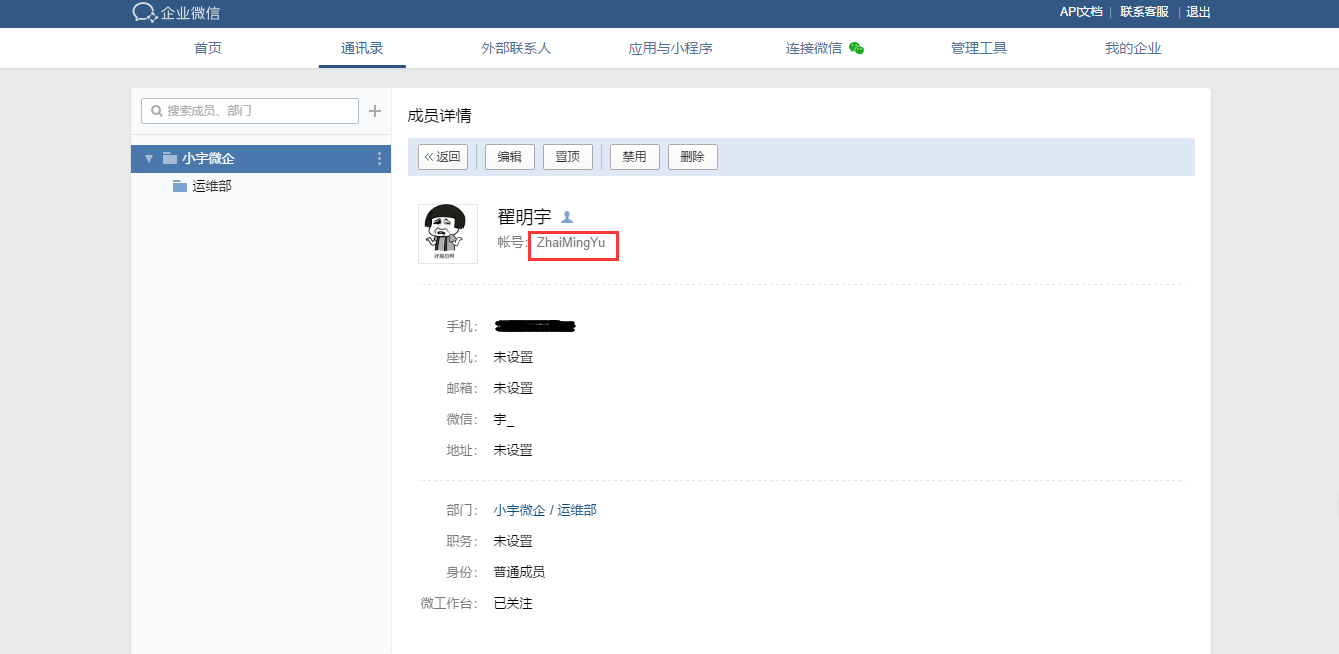 企业微信
API文档 | 联系客服 | 退出
首页 通讯录 外部联系人 应用与小程序 连接微信 管理工具 我的企业
搜索成员、部门
小宇微企
运维部
成员详情
返回 编辑 置顶 禁用 删除
翟明宇
帐号: ZhaiMingYu
手机:
座机: 未设置
邮箱: 未设置
微信: 宇_
地址: 未设置
部门: 小宇微企 / 运维部
职务: 未设置
身份: 普通成员
微工作台: 已关注